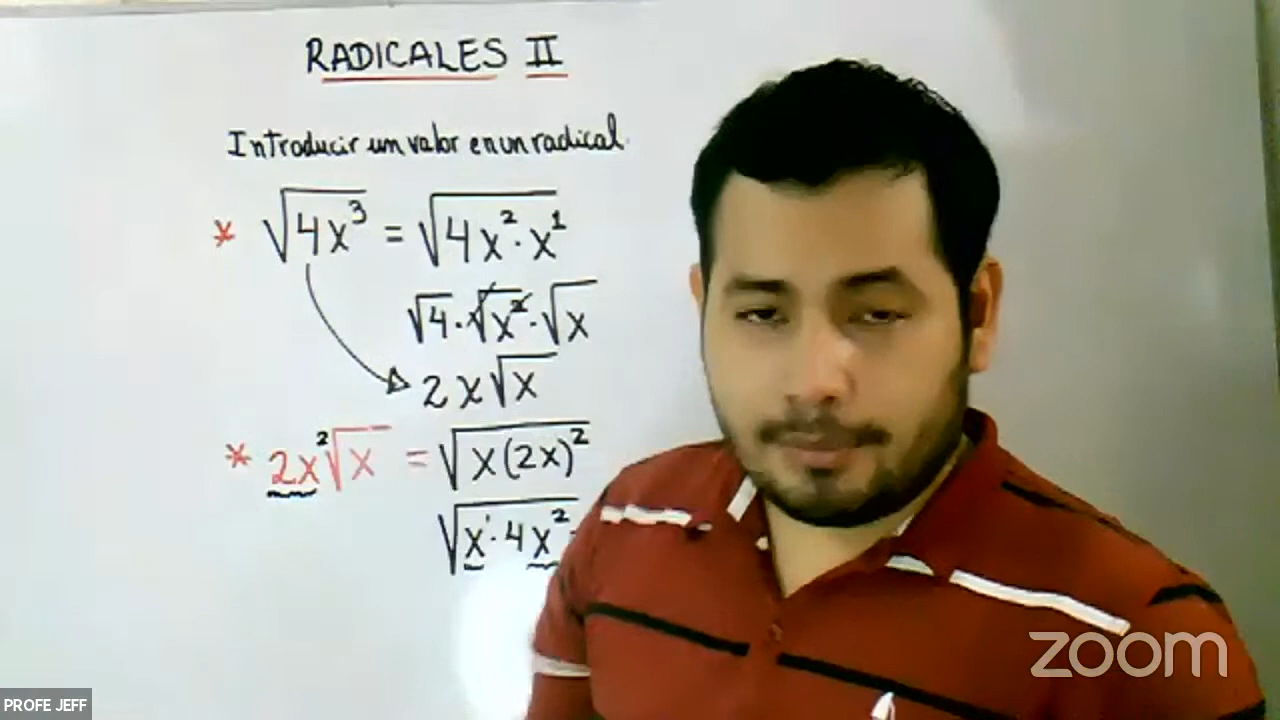 RADICALES II
Introducir un valor en un radical.
* √4x³ = √4x²·x¹
√4·√x²·√x
2x√x
* 2x²√x = √x(2x)²
√x¹·4x²
zoom
PROFE JEFF